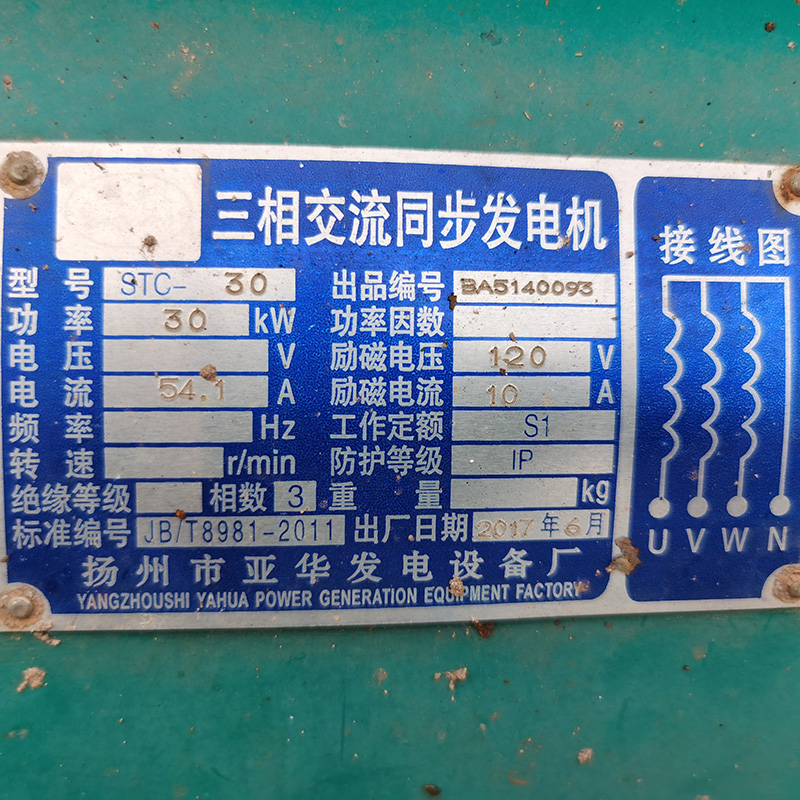 三相交流同步发电机
型号 STC- 30 出品编号 BA5140093
功率 30 kW 功率因数
电压 V 励磁电压 120 V
电流 54.1 A 励磁电流 10 A
频率 Hz 工作定额 S1
转速 r/min 防护等级 IP
绝缘等级 相数 3 重量 kg
标准编号 JB/T8981-2011 出厂日期 2017年6月
扬州市亚华发电设备厂
YANGZHOUSHI YAHUA POWER GENERATION EQUIPMENT FACTORY
接线图
U V W N